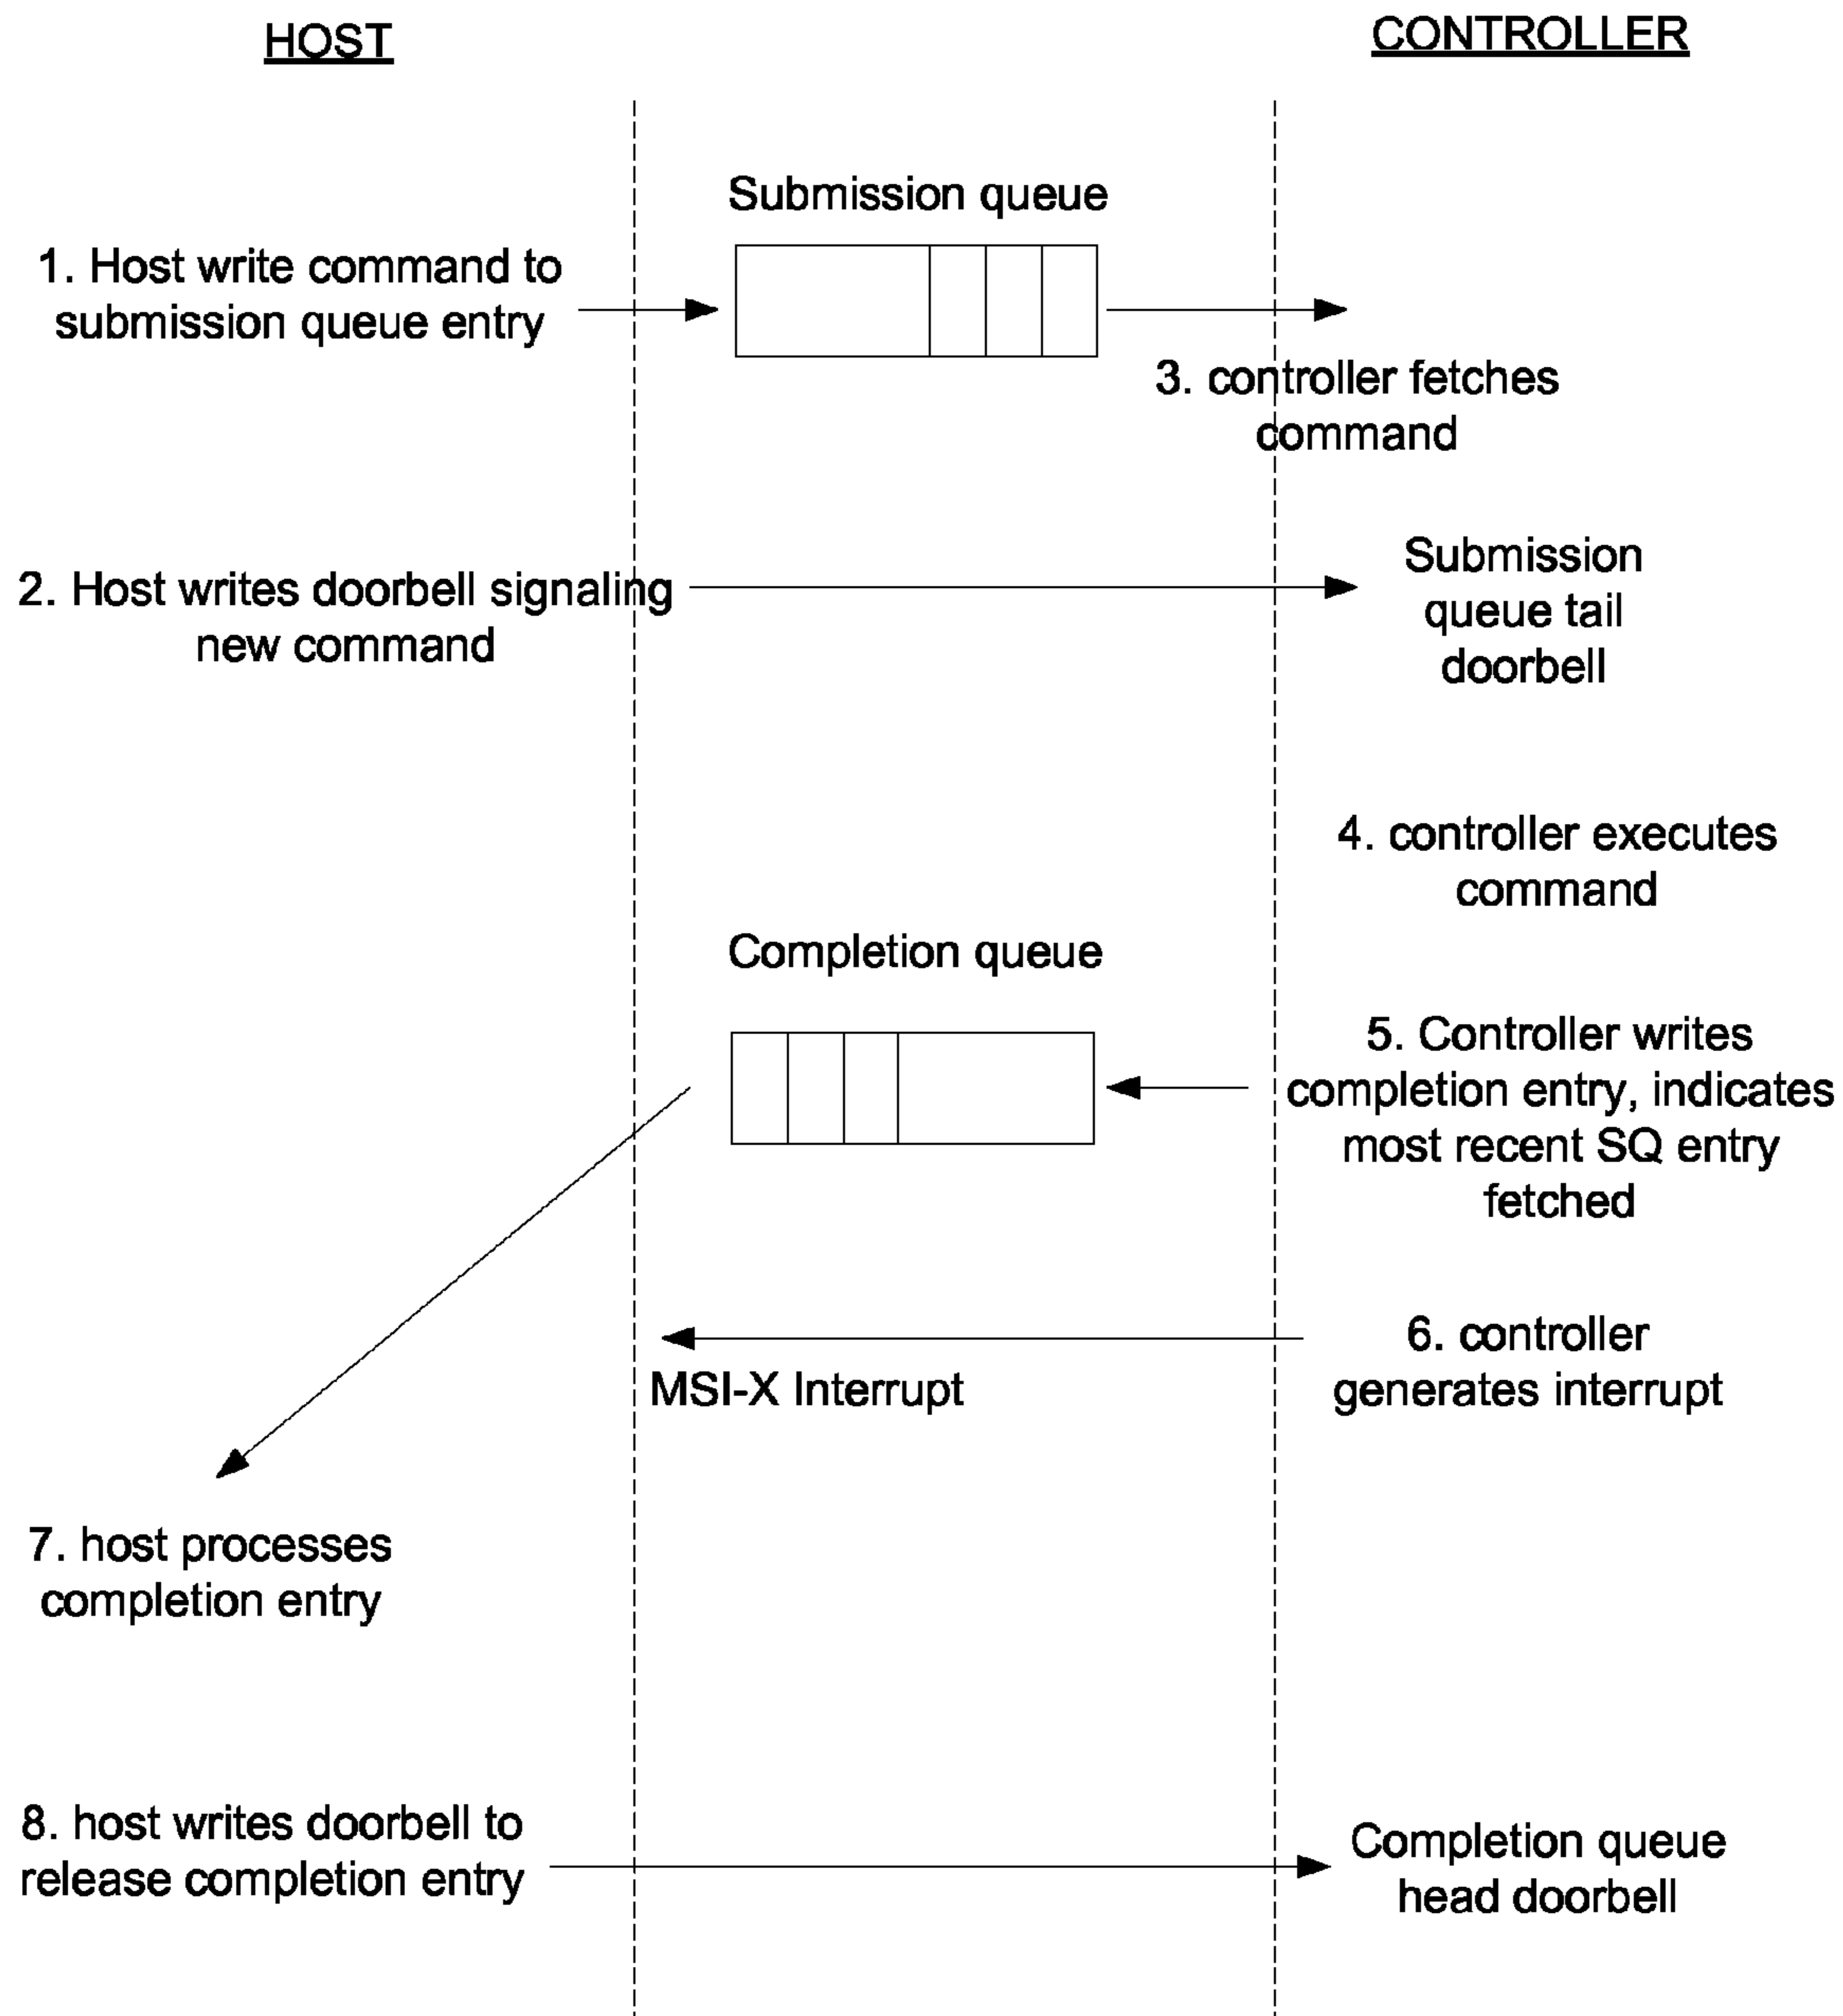 HOST
CONTROLLER
Submission queue
1. Host write command to
submission queue entry
3. controller fetches
command
2. Host writes doorbell signaling
new command
Submission
queue tail
doorbell
4. controller executes
command
Completion queue
5. Controller writes
completion entry, indicates
most recent SQ entry
fetched
6. controller
generates interrupt
MSI-X Interrupt
7. host processes
completion entry
8. host writes doorbell to
release completion entry
Completion queue
head doorbell